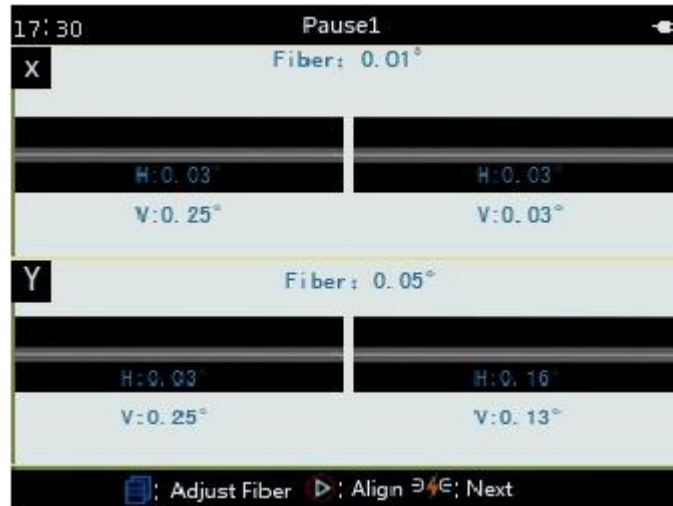 17:30 Pause1
X Fiber: 0.01°
H:0.03° H:0.03°
V:0.25° V:0.03°
Y Fiber: 0.05°
H:0.03° H:0.16°
V:0.25° V:0.13°
: Adjust Fiber : Align : Next